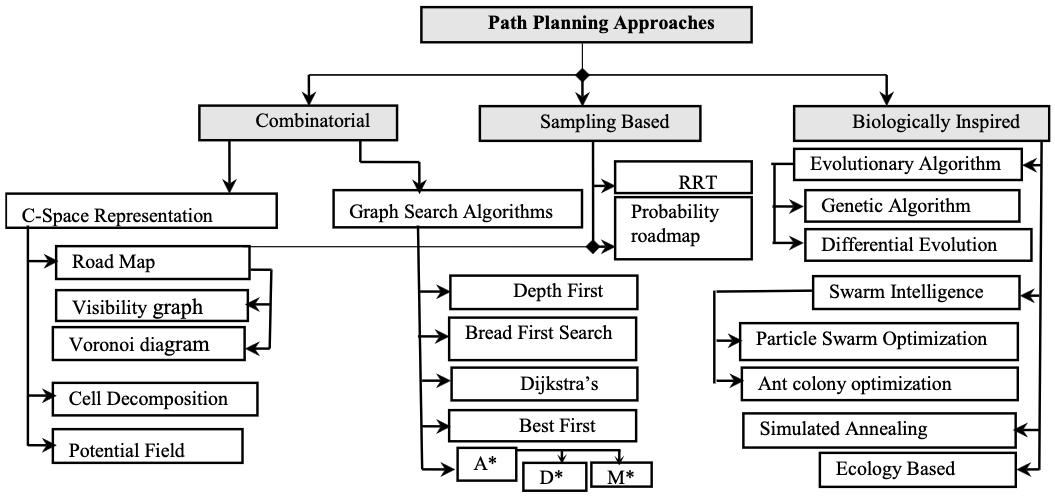 Path Planning Approaches
Combinatorial
Sampling Based
Biologically Inspired
C-Space Representation
Road Map
Visibility graph
Voronoi diagram
Cell Decomposition
Potential Field
Graph Search Algorithms
Depth First
Bread First Search
Dijkstra’s
Best First
A*
D*
M*
RRT
Probability
roadmap
Evolutionary Algorithm
Genetic Algorithm
Differential Evolution
Swarm Intelligence
Particle Swarm Optimization
Ant colony optimization
Simulated Annealing
Ecology Based